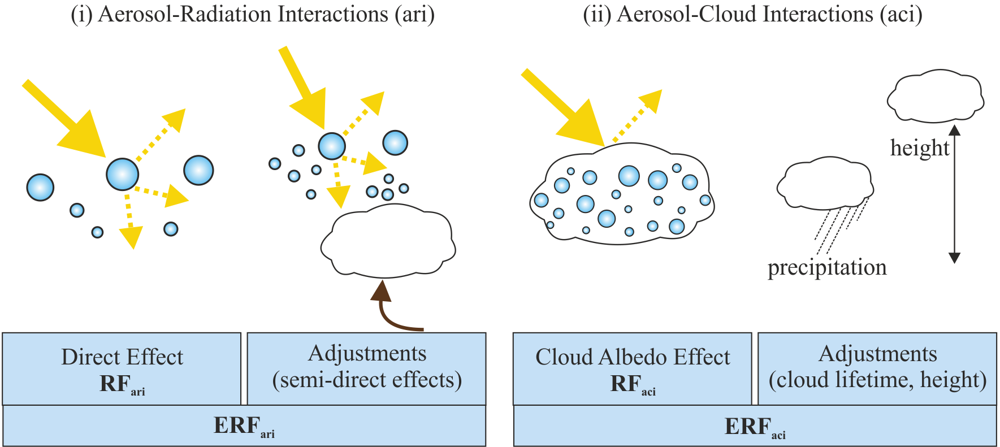 (i) Aerosol-Radiation Interactions (ari)
(ii) Aerosol-Cloud Interactions (aci)
height
precipitation
Direct Effect
RFari
Adjustments
(semi-direct effects)
ERFari
Cloud Albedo Effect
RFaci
Adjustments
(cloud lifetime, height)
ERFaci